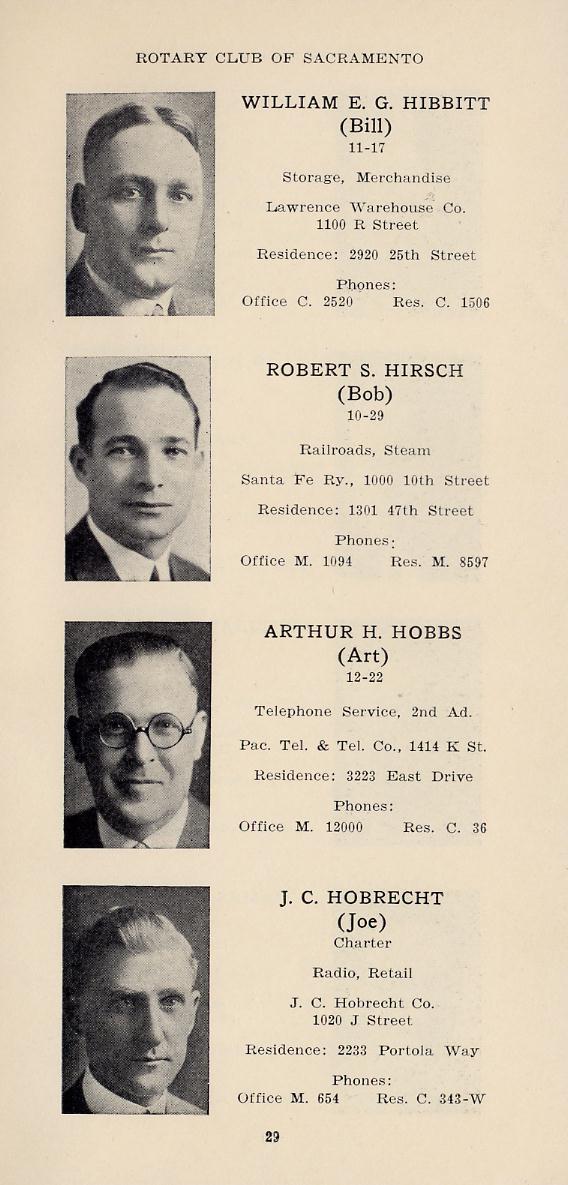 ROTARY CLUB OF SACRAMENTO
WILLIAM E. G. HIBBITT
(Bill)
11-17
Storage, Merchandise
Lawrence Warehouse Co.
1100 R Street
Residence: 2920 25th Street
Phones:
Office C. 2520 Res. C. 1506
ROBERT S. HIRSCH
(Bob)
10-29
Railroads, Steam
Santa Fe Ry., 1000 10th Street
Residence: 1301 47th Street
Phones:
Office M. 1094 Res. M. 8597
ARTHUR H. HOBBS
(Art)
12-22
Telephone Service, 2nd Ad.
Pac. Tel. & Tel. Co., 1414 K St.
Residence: 3223 East Drive
Phones:
Office M. 12000 Res. C. 36
J. C. HOBRECHT
(Joe)
Charter
Radio, Retail
J. C. Hobrecht Co.
1020 J Street
Residence: 2233 Portola Way
Phones:
Office M. 654 Res. C. 343-W
29